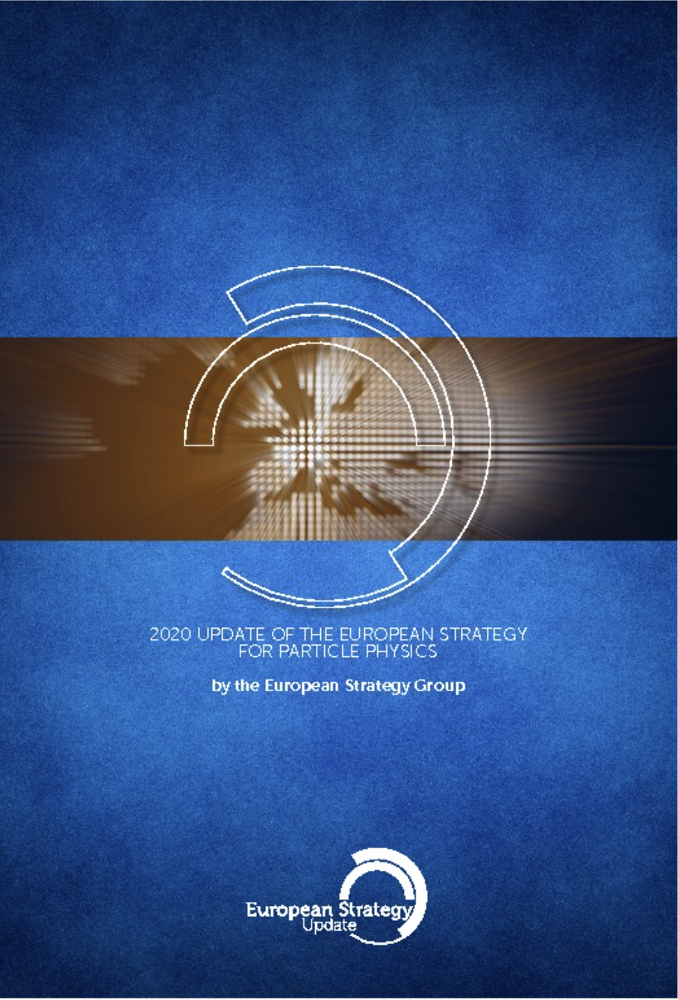 2020 UPDATE OF THE EUROPEAN STRATEGY
FOR PARTICLE PHYSICS
by the European Strategy Group
European Strategy
Update